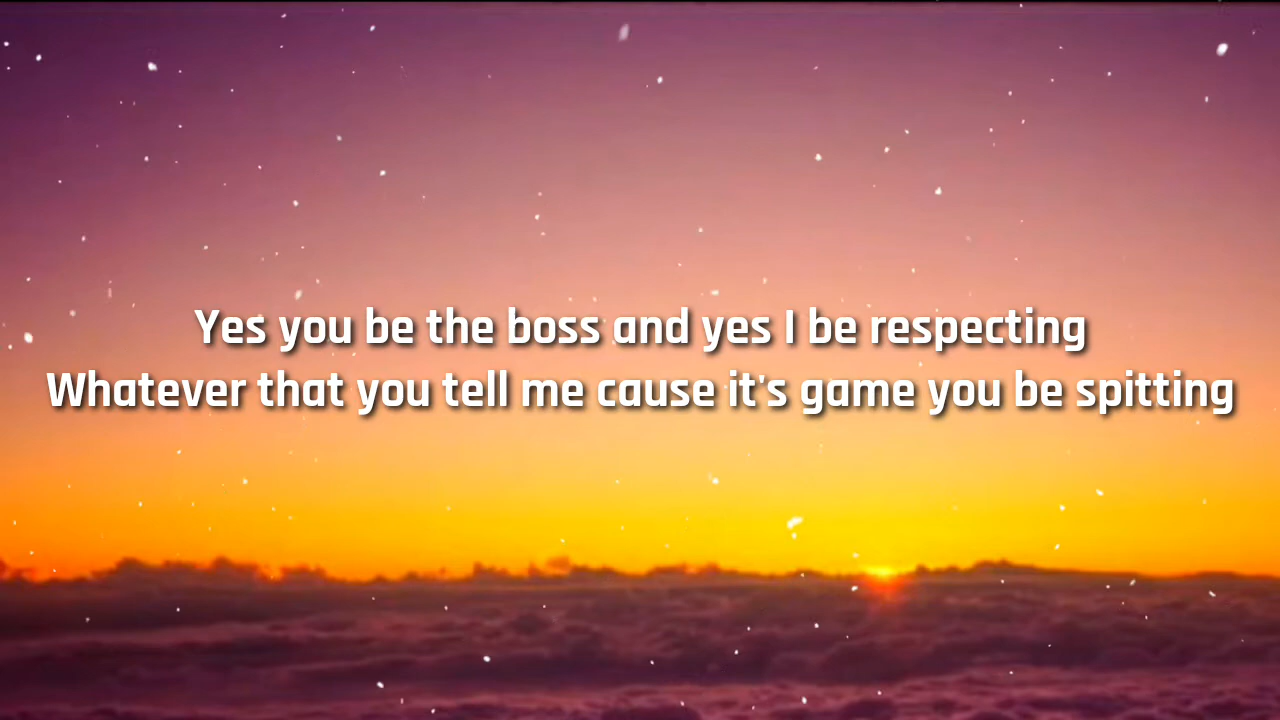 Yes you be the boss and yes I be respecting
Whatever that you tell me cause it's game you be spitting